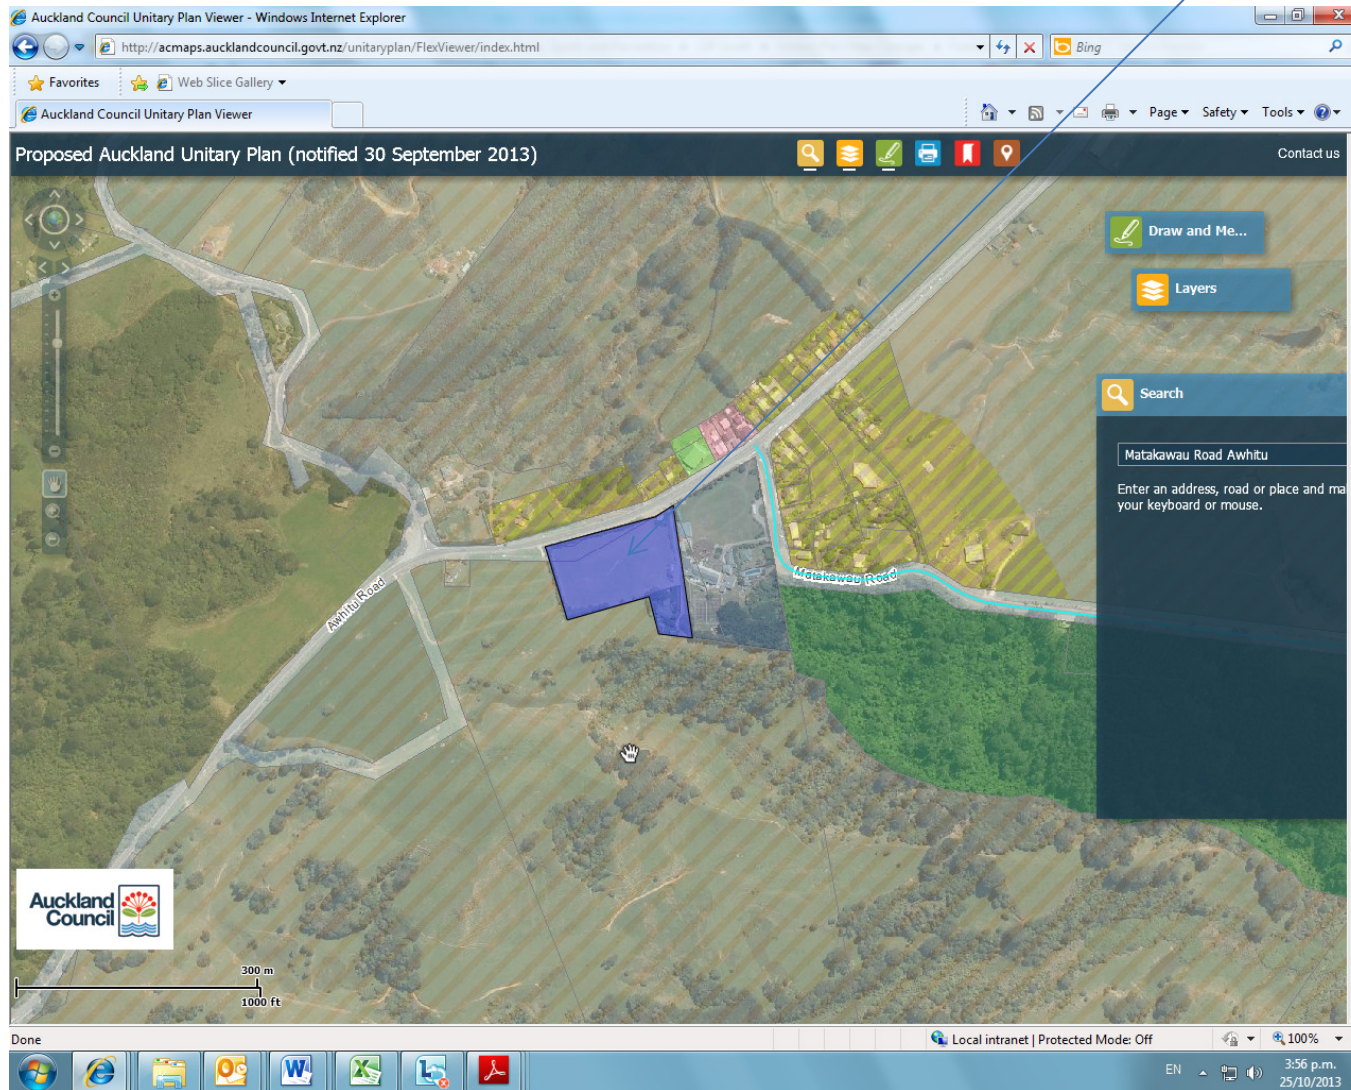 Auckland Council Unitary Plan Viewer - Windows Internet Explorer
http://acmaps.aucklandcouncil.govt.nz/unitaryplan/FlexViewer/index.html
Bing
Favorites
Web Slice Gallery
Auckland Council Unitary Plan Viewer
Page
Safety
Tools
Proposed Auckland Unitary Plan (notified 30 September 2013)
Contact us
Draw and Me...
Layers
Search
Matakawau Road Awhitu
Enter an address, road or place and ma
your keyboard or mouse.
Matakawau Road
Awhitu Road
Auckland
Council
300 m
1000 ft
Done
Local intranet | Protected Mode: Off
100%
EN
3:56 p.m.
25/10/2013